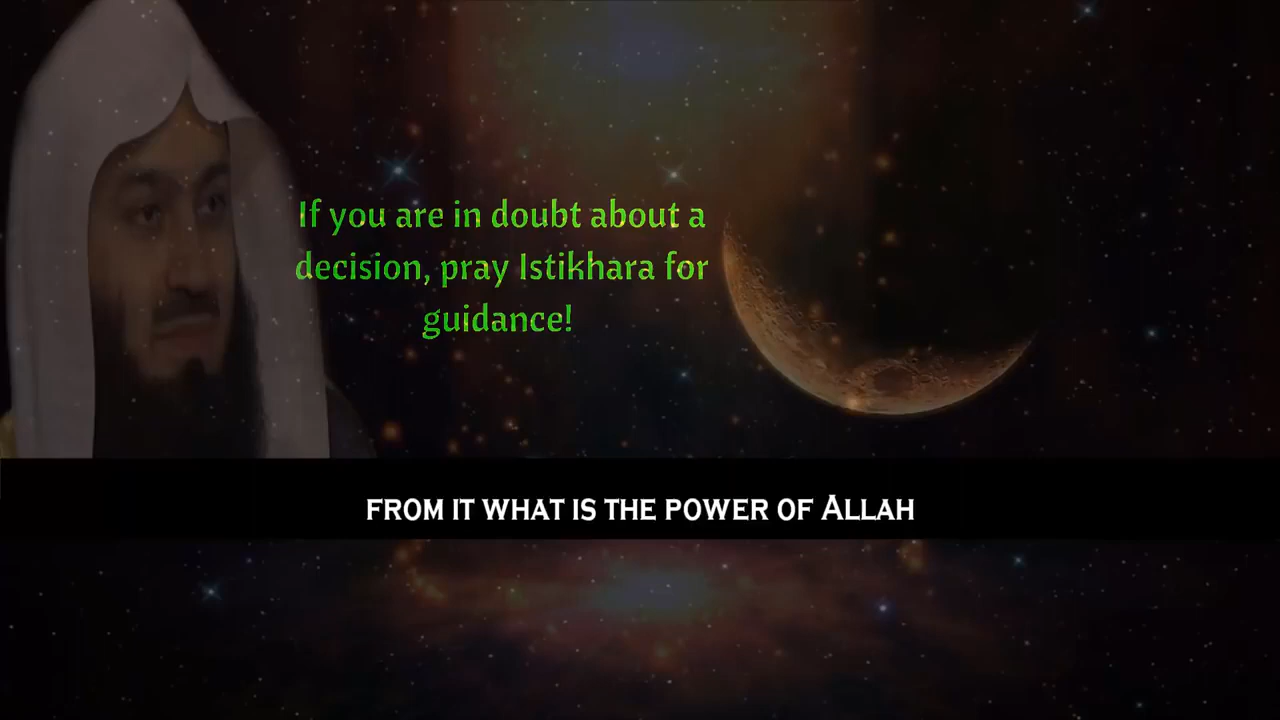 If you are in doubt about a
decision, pray Istikhara for
guidance!
FROM IT WHAT IS THE POWER OF ALLAH